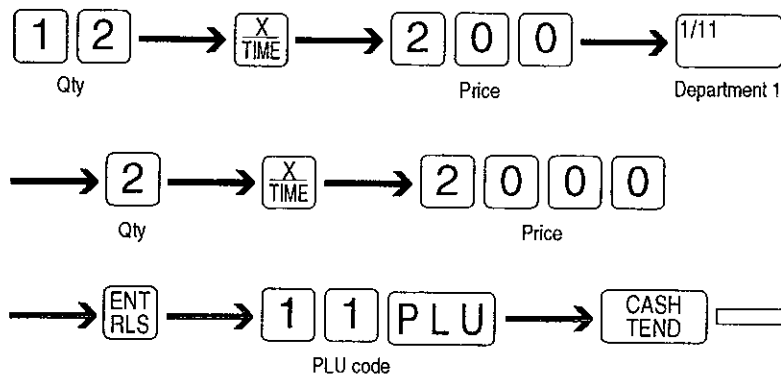 1 2 X TIME 2 0 0 1/11
Qty Price Department 1
2 X TIME 2 0 0 0
Qty Price
ENT RLS 1 1 PLU CASH TEND
PLU code